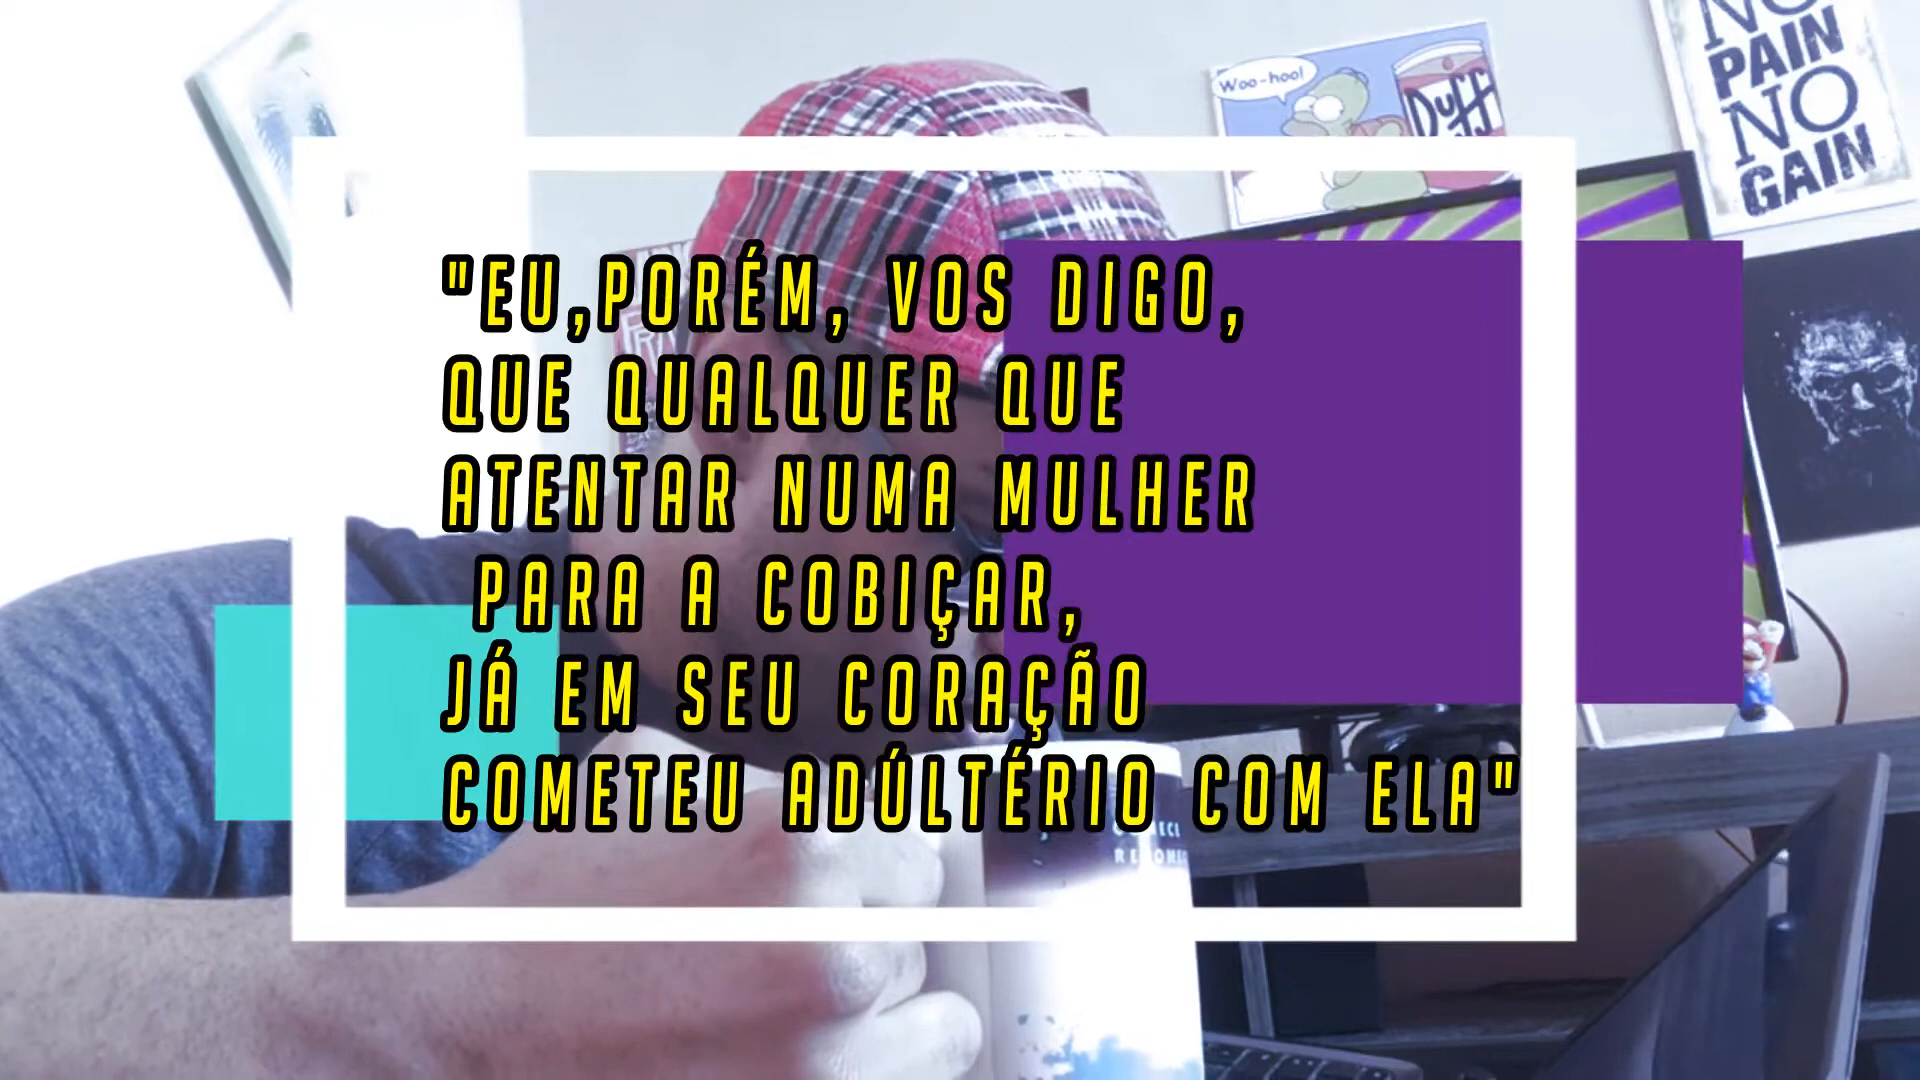 Woo-hoo!
Duff
NO
PAIN
NO
GAIN
"EU,PORÉM, VOS DIGO,
QUE QUALQUER QUE
ATENTAR NUMA MULHER
PARA A COBIÇAR,
JÁ EM SEU CORAÇÃO
COMETEU ADÚLTÉRIO COM ELA"